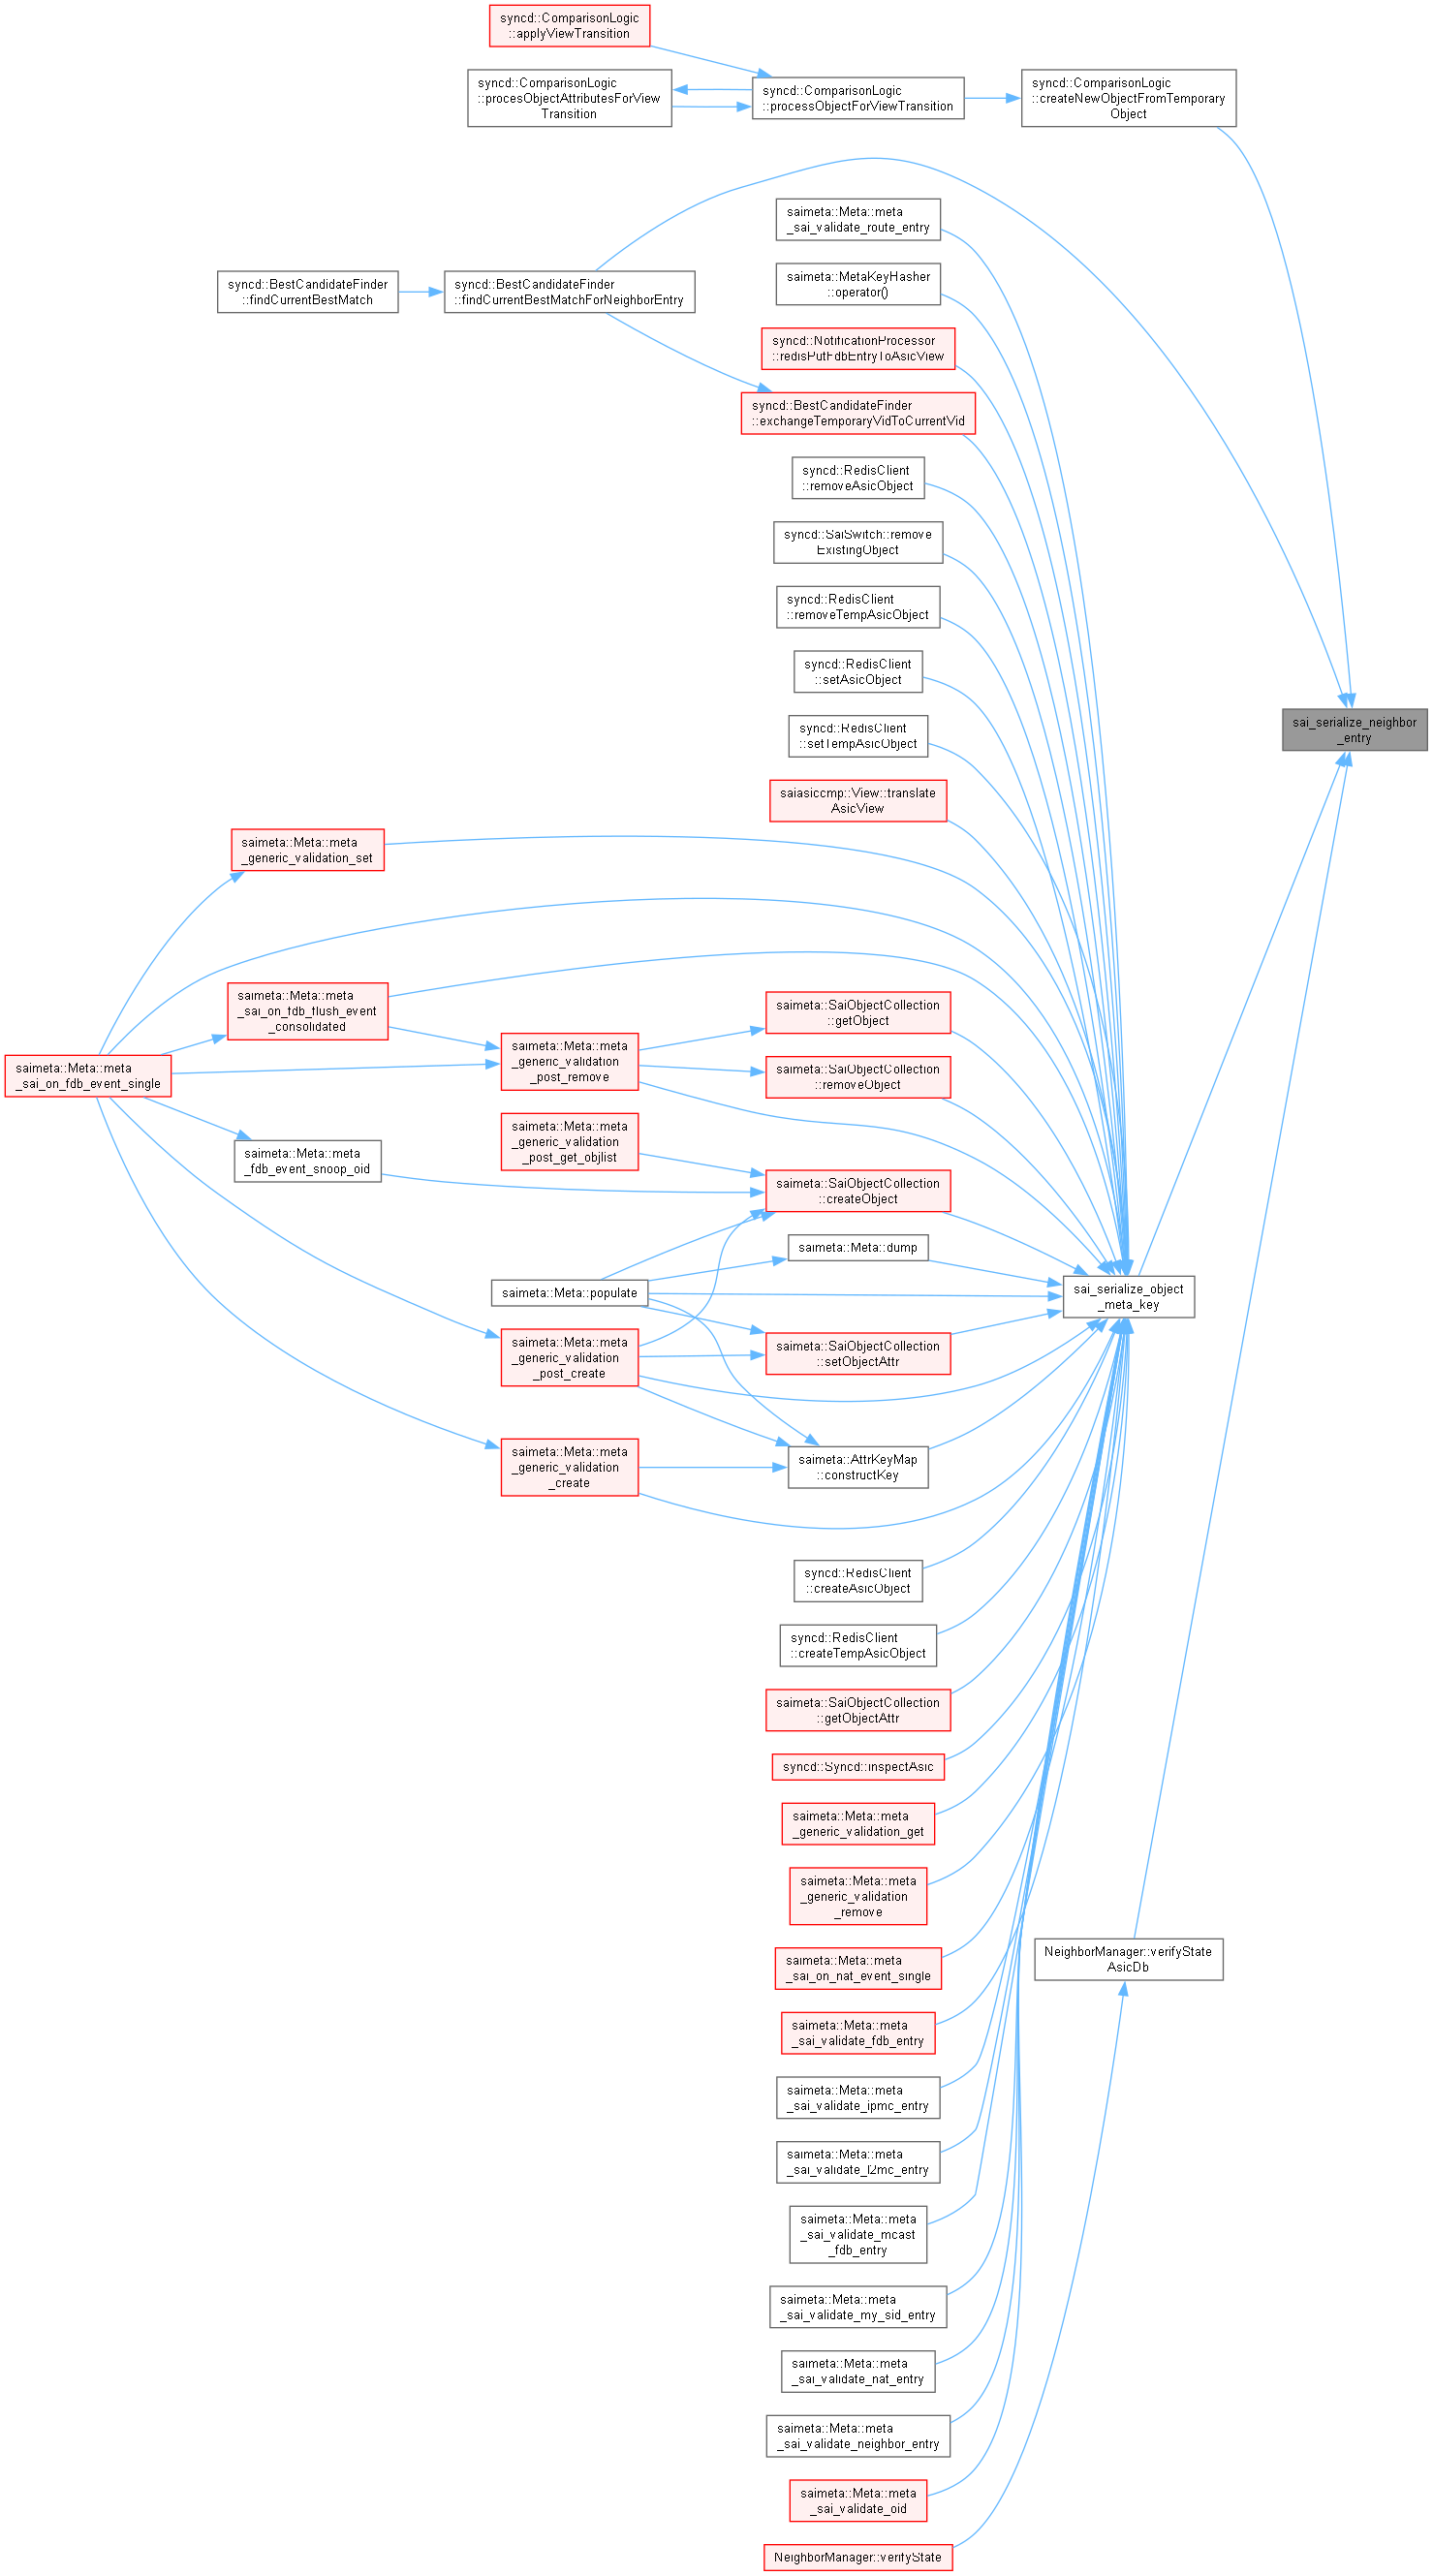 syncd::ComparisonLogic
::applyViewTransition
syncd::ComparisonLogic
::procesObjectAttributesForView
Transition
syncd::ComparisonLogic
::processObjectForViewTransition
syncd::ComparisonLogic
::createNewObjectFromTemporary
Object
saimeta::Meta::meta
_sai_validate_route_entry
saimeta::MetaKeyHasher
::operator()
syncd::BestCandidateFinder
::findCurrentBestMatch
syncd::BestCandidateFinder
::findCurrentBestMatchForNeighborEntry
syncd::NotificationProcessor
::redisPutFdbEntryToAsicView
syncd::BestCandidateFinder
::exchangeTemporaryVidToCurrentVid
syncd::RedisClient
::removeAsicObject
syncd::SaiSwitch::remove
ExistingObject
syncd::RedisClient
::removeTempAsicObject
syncd::RedisClient
::setAsicObject
sai_serialize_neighbor
_entry
syncd::RedisClient
::setTempAsicObject
saiasiccmp::View::translate
AsicView
saimeta::Meta::meta
_generic_validation_set
saimeta::Meta::meta
_sai_on_fdb_flush_event
_consolidated
saimeta::SaiObjectCollection
::getObject
saimeta::Meta::meta
_generic_validation
_post_remove
saimeta::Meta::meta
_sai_on_fdb_event_single
saimeta::SaiObjectCollection
::removeObject
saimeta::Meta::meta
_generic_validation
_post_get_objlist
saimeta::Meta::meta
_fdb_event_snoop_oid
saimeta::SaiObjectCollection
::createObject
saimeta::Meta::dump
saimeta::Meta::populate
sai_serialize_object
_meta_key
saimeta::Meta::meta
_generic_validation
_post_create
saimeta::SaiObjectCollection
::setObjectAttr
saimeta::Meta::meta
_generic_validation
_create
saimeta::AttrKeyMap
::constructKey
syncd::RedisClient
::createAsicObject
syncd::RedisClient
::createTempAsicObject
saimeta::SaiObjectCollection
::getObjectAttr
syncd::Syncd::inspectAsic
saimeta::Meta::meta
_generic_validation_get
saimeta::Meta::meta
_generic_validation
_remove
NeighborManager::verifyState
AsicDb
saimeta::Meta::meta
_sai_on_nat_event_single
saimeta::Meta::meta
_sai_validate_fdb_entry
saimeta::Meta::meta
_sai_validate_ipmc_entry
saimeta::Meta::meta
_sai_validate_l2mc_entry
saimeta::Meta::meta
_sai_validate_mcast
_fdb_entry
saimeta::Meta::meta
_sai_validate_my_sid_entry
saimeta::Meta::meta
_sai_validate_nat_entry
saimeta::Meta::meta
_sai_validate_neighbor_entry
saimeta::Meta::meta
_sai_validate_oid
NeighborManager::verifyState